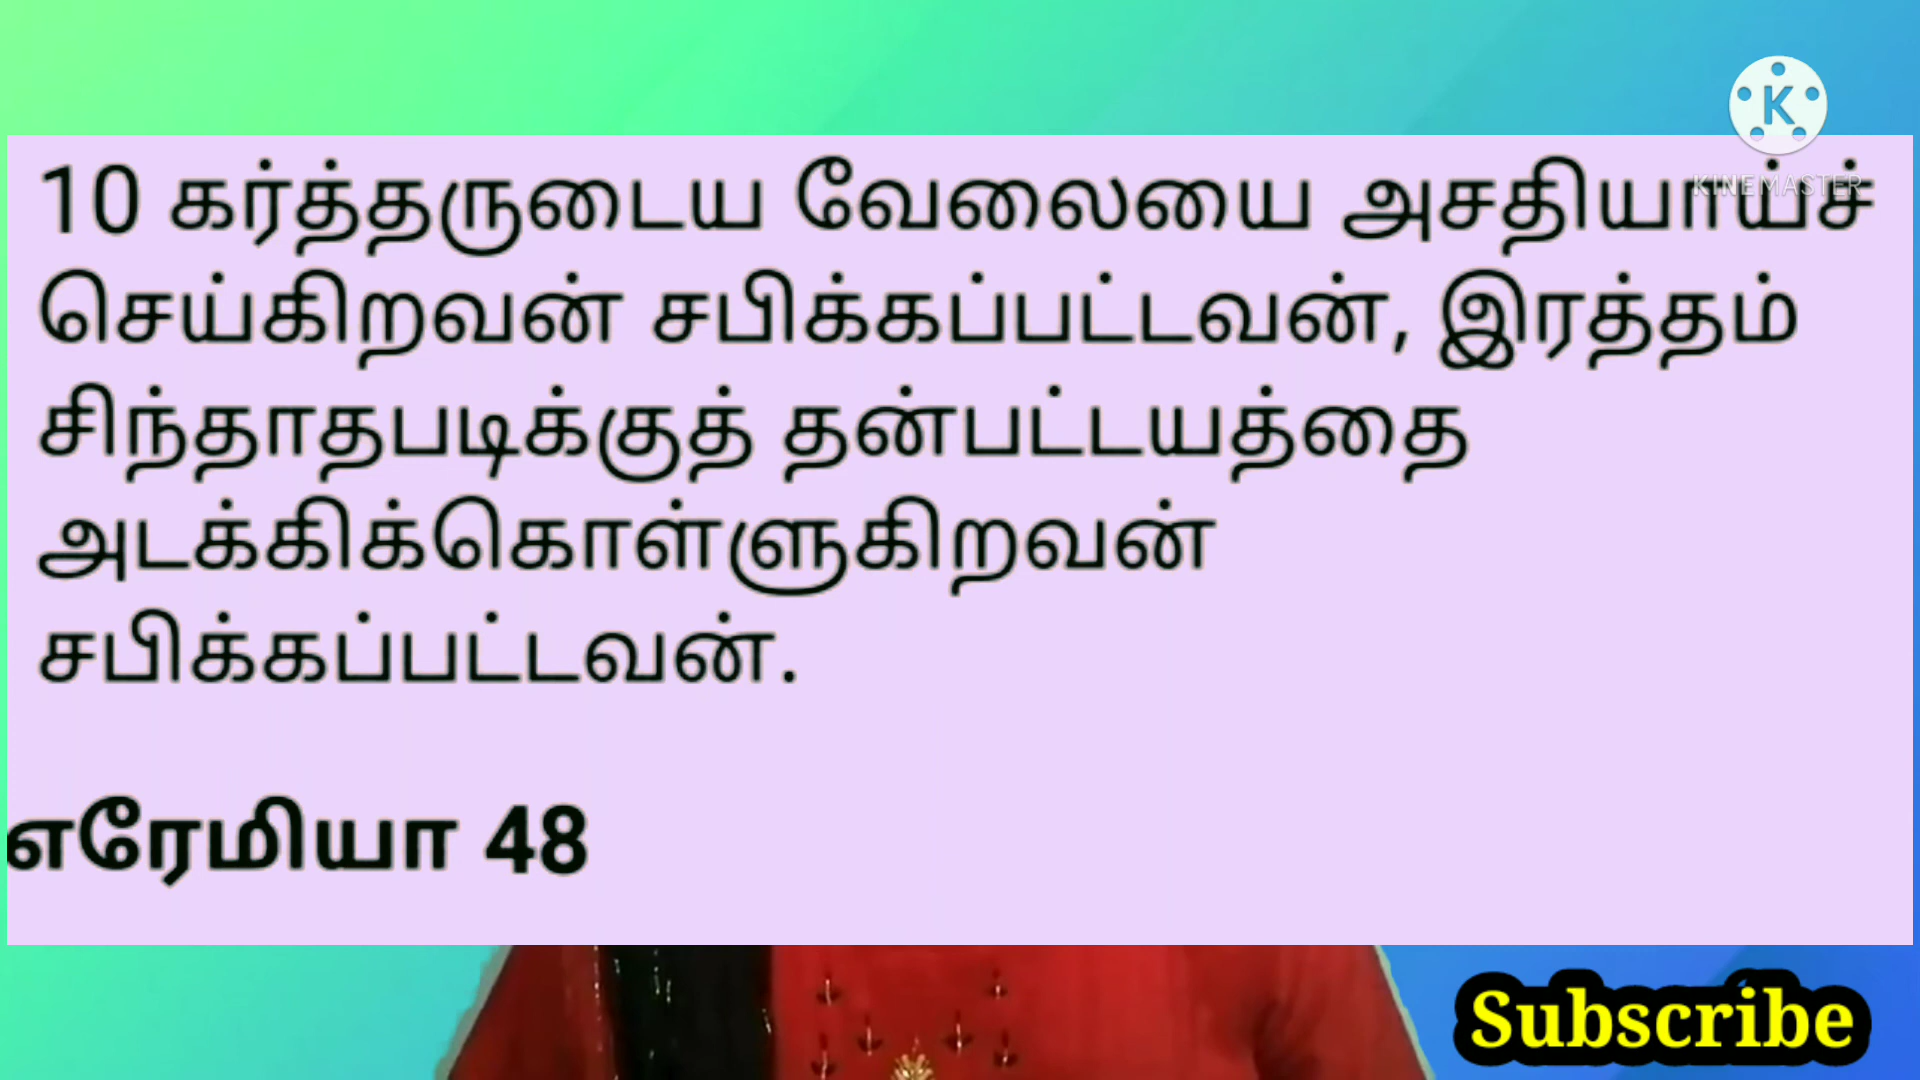 K
KINEMASTER
10 கர்த்தருடைய வேலையை அசதியாய்ச்
செய்கிறவன் சபிக்கப்பட்டவன், இரத்தம்
சிந்தாதபடிக்குத் தன்பட்டயத்தை
அடக்கிக்கொள்ளுகிறவன்
சபிக்கப்பட்டவன்.
எரேமியா 48
Subscribe